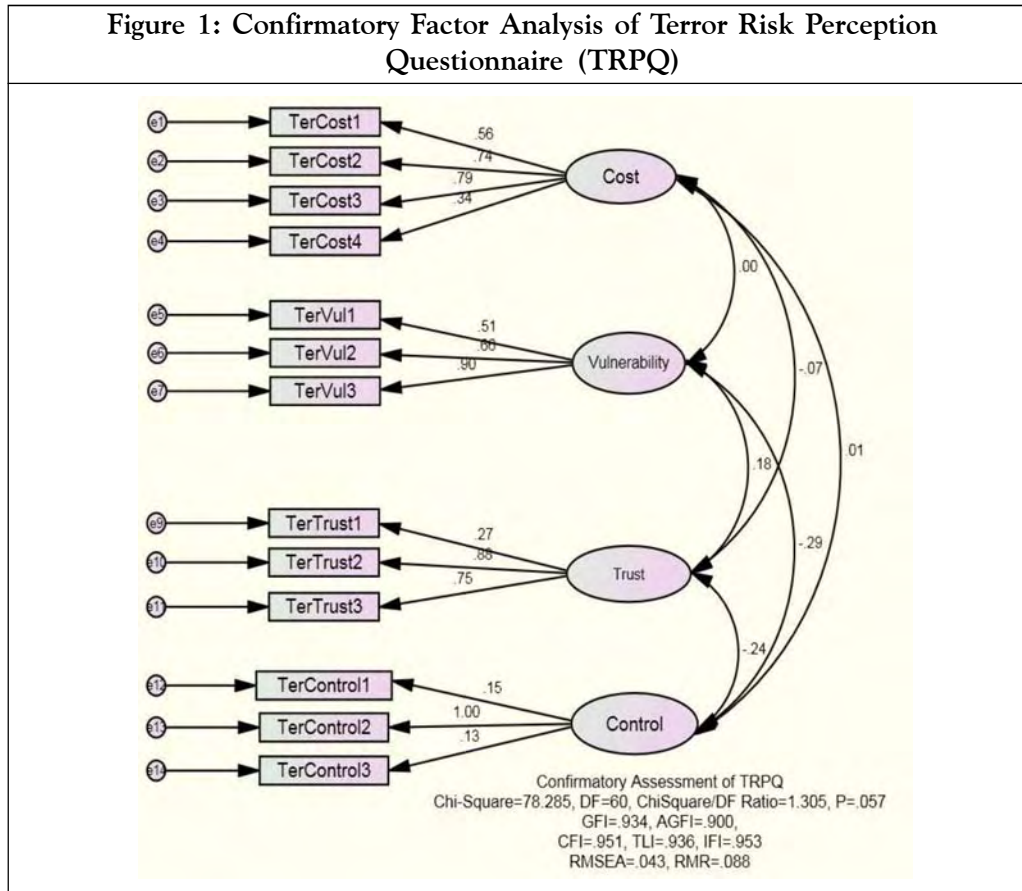 Figure 1: Confirmatory Factor Analysis of Terror Risk Perception
Questionnaire (TRPQ)
e1
TerCost1
.56
e2
TerCost2
.74
e3
TerCost3
.79
e4
TerCost4
.34
Cost
.00
e5
TerVul1
.51
e6
TerVul2
e7
TerVul3
.90
Vulnerability
-.07
.01
.18
e9
TerTrust1
.27
e10
TerTrust2
.88
e11
TerTrust3
.75
Trust
-.29
-.24
e12
TerControl1
.15
e13
TerControl2
1.00
e14
TerControl3
.13
Control
Confirmatory Assessment of TRPQ
Chi-Square=78.285, DF=60, ChiSquare/DF Ratio=1.305, P=.057
GFI=.934, AGFI=.900,
CFI=.951, TLI=.936, IFI=.953
RMSEA=.043, RMR=.088